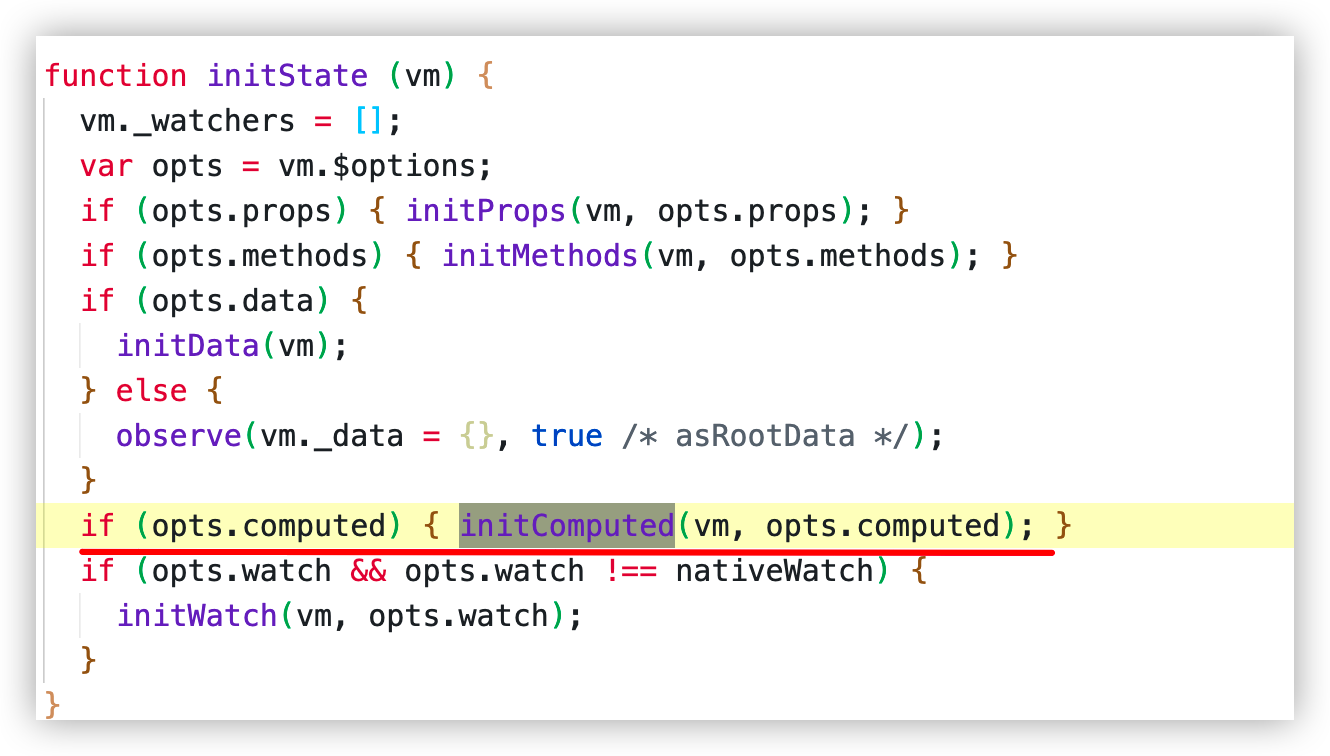 function initState (vm) {
  vm._watchers = [];
  var opts = vm.$options;
  if (opts.props) { initProps(vm, opts.props); }
  if (opts.methods) { initMethods(vm, opts.methods); }
  if (opts.data) {
    initData(vm);
  } else {
    observe(vm._data = {}, true /* asRootData */);
  }
  if (opts.computed) { initComputed(vm, opts.computed); }
  if (opts.watch && opts.watch !== nativeWatch) {
    initWatch(vm, opts.watch);
  }
}